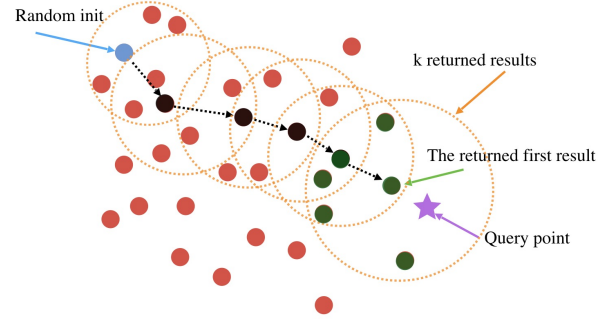 Random init
k returned results
The returned first result
Query point